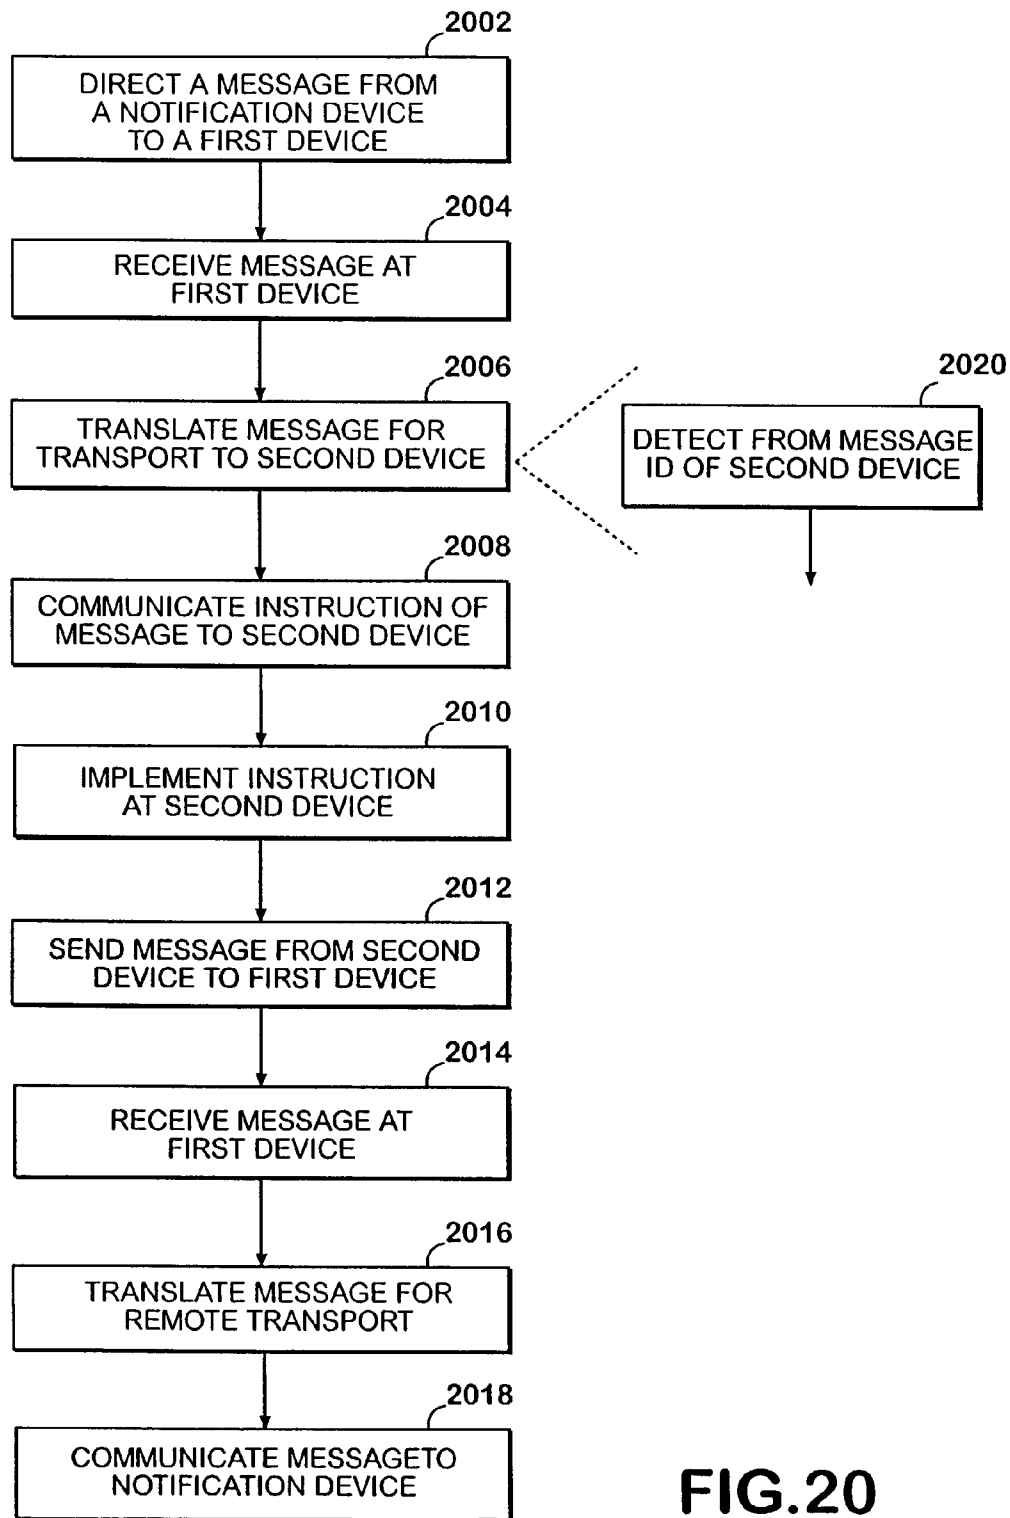 2002
DIRECT A MESSAGE FROM
A NOTIFICATION DEVICE
TO A FIRST DEVICE
2004
RECEIVE MESSAGE AT
FIRST DEVICE
2006
TRANSLATE MESSAGE FOR
TRANSPORT TO SECOND DEVICE
2020
DETECT FROM MESSAGE
ID OF SECOND DEVICE
2008
COMMUNICATE INSTRUCTION OF
MESSAGE TO SECOND DEVICE
2010
IMPLEMENT INSTRUCTION
AT SECOND DEVICE
2012
SEND MESSAGE FROM SECOND
DEVICE TO FIRST DEVICE
2014
RECEIVE MESSAGE AT
FIRST DEVICE
2016
TRANSLATE MESSAGE FOR
REMOTE TRANSPORT
2018
COMMUNICATE MESSAGETO
NOTIFICATION DEVICE
FIG.20